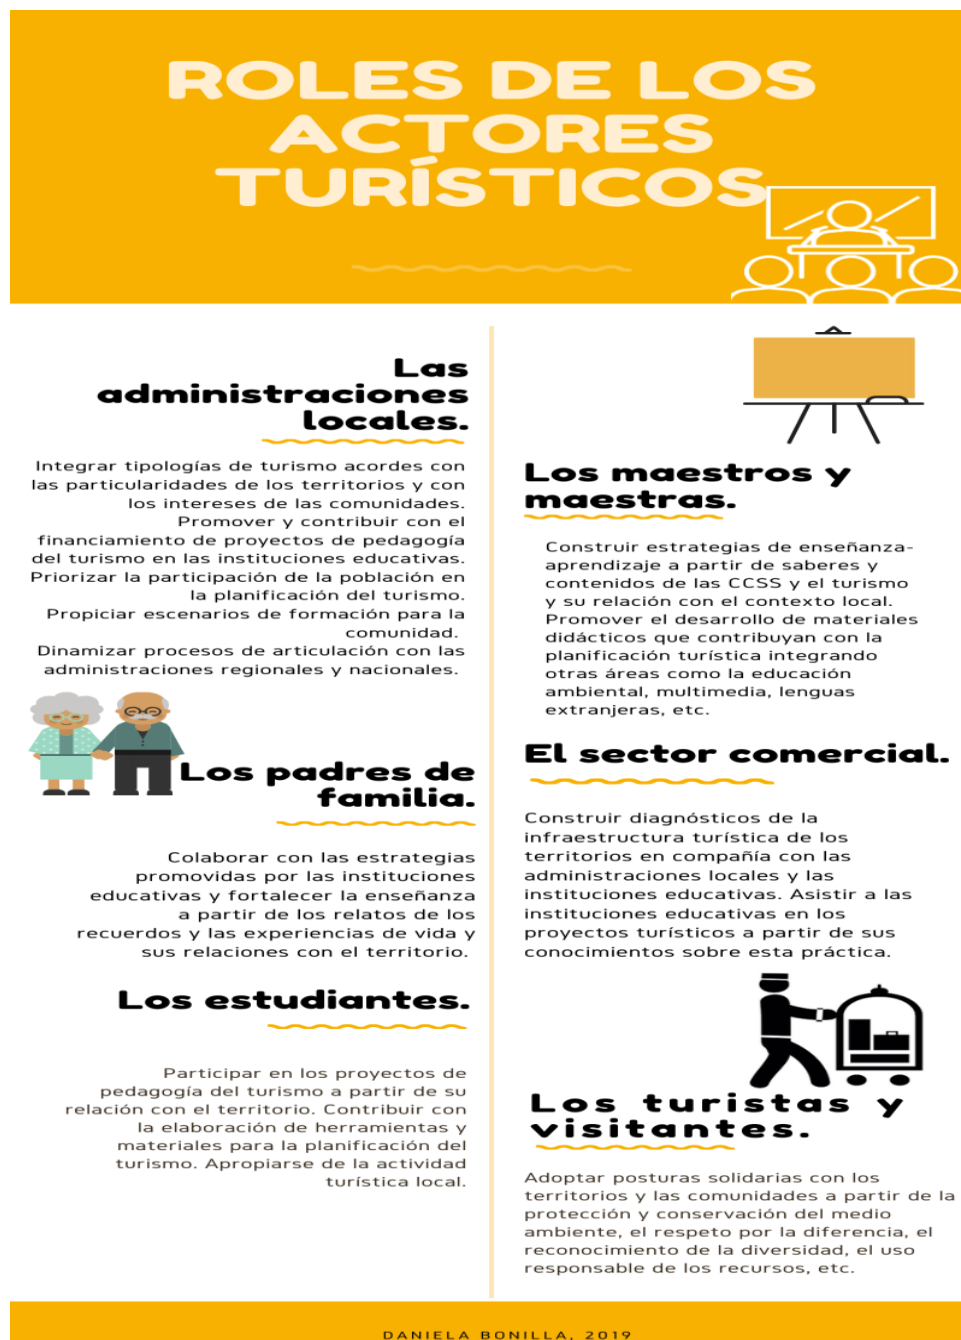 ROLES DE LOS
ACTORES
TURÍSTICOS
Las
administraciones
locales.
Integrar tipologías de turismo acordes con
las particularidades de los territorios y con
los intereses de las comunidades.
Promover y contribuir con el
financiamiento de proyectos de pedagogía
del turismo en las instituciones educativas.
Priorizar la participación de la población en
la planificación del turismo.
Propiciar escenarios de formación para la
comunidad.
Dinamizar procesos de articulación con las
administraciones regionales y nacionales.
Los padres de
familia.
Colaborar con las estrategias
promovidas por las instituciones
educativas y fortalecer la enseñanza
a partir de los relatos de los
recuerdos y las experiencias de vida y
sus relaciones con el territorio.
Los estudiantes.
Participar en los proyectos de
pedagogía del turismo a partir de su
relación con el territorio. Contribuir con
la elaboración de herramientas y
materiales para la planificación del
turismo. Apropiarse de la actividad
turística local.
Los maestros y
maestras.
Construir estrategias de enseñanza-
aprendizaje a partir de saberes y
contenidos de las CCSS y el turismo
y su relación con el contexto local.
Promover el desarrollo de materiales
didácticos que contribuyan con la
planificación turística integrando
otras áreas como la educación
ambiental, multimedia, lenguas
extranjeras, etc.
El sector comercial.
Construir diagnósticos de la
infraestructura turística de los
territorios en compañía con las
administraciones locales y las
instituciones educativas. Asistir a las
instituciones educativas en los
proyectos turísticos a partir de sus
conocimientos sobre esta práctica.
Los turistas y
visitantes.
Adoptar posturas solidarias con los
territorios y las comunidades a partir de la
protección y conservación del medio
ambiente, el respeto por la diferencia, el
reconocimiento de la diversidad, el uso
responsable de los recursos, etc.
DANIELA BONILLA, 2019